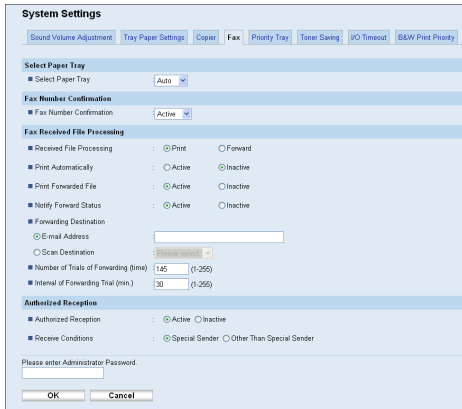 System Settings
Sound Volume Adjustment Tray Paper Settings Copier Fax Priority Tray Toner Saving I/O Timeout B&W Print Priority
Select Paper Tray
Select Paper Tray : Auto
Fax Number Confirmation
Fax Number Confirmation : Active
Fax Received File Processing
Received File Processing : Print Forward
Print Automatically : Active Inactive
Print Forwarded File : Active Inactive
Notify Forward Status : Active Inactive
Forwarding Destination
E-mail Address :
Scan Destination : Please select.
Number of Trials of Forwarding (time) : 145 (1-255)
Interval of Forwarding Trial (min.) : 30 (1-255)
Authorized Reception
Authorized Reception : Active Inactive
Receive Conditions : Special Sender Other Than Special Sender
Please enter Administrator Password.
OK Cancel